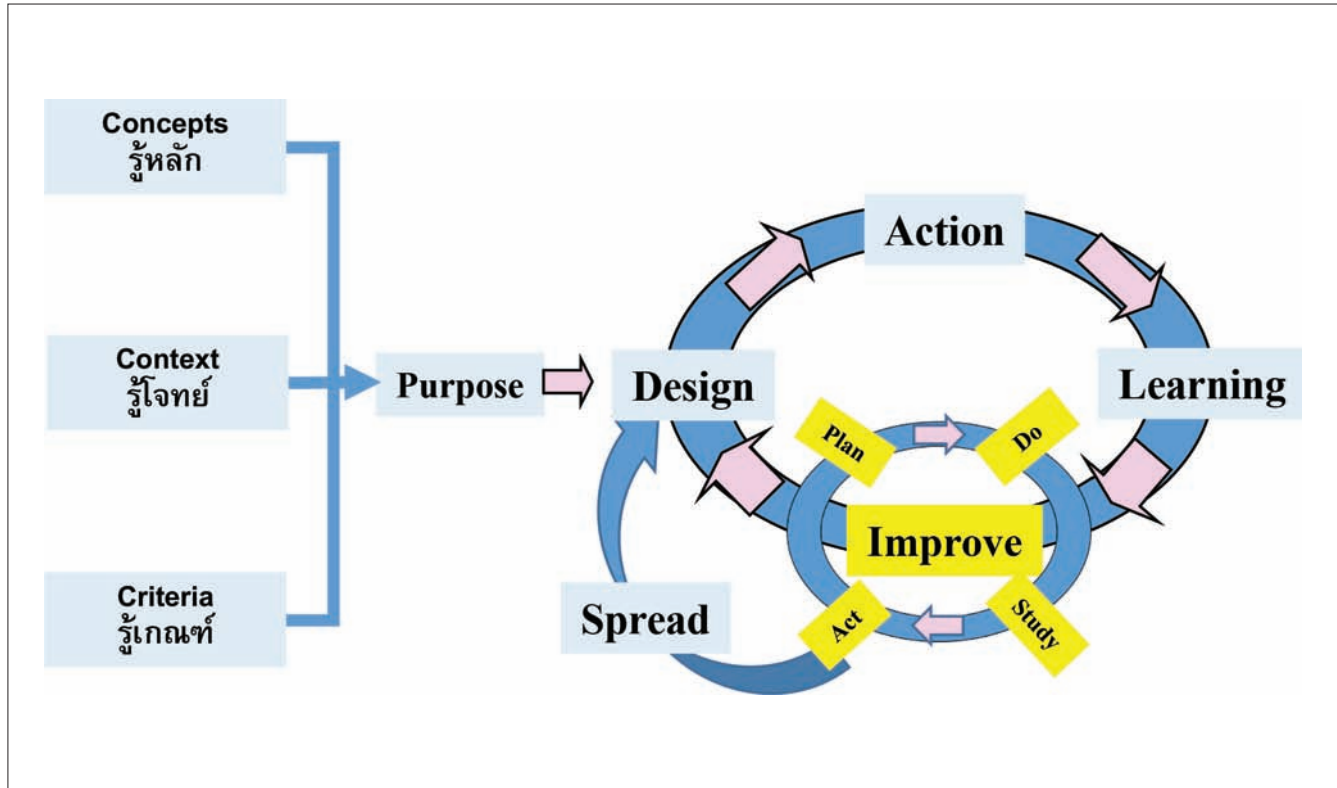 Concepts
รู้หลัก
Context
รู้โจทย์
Criteria
รู้เกณฑ์
Purpose
Design
Action
Learning
Plan
Do
Improve
Act
Study
Spread